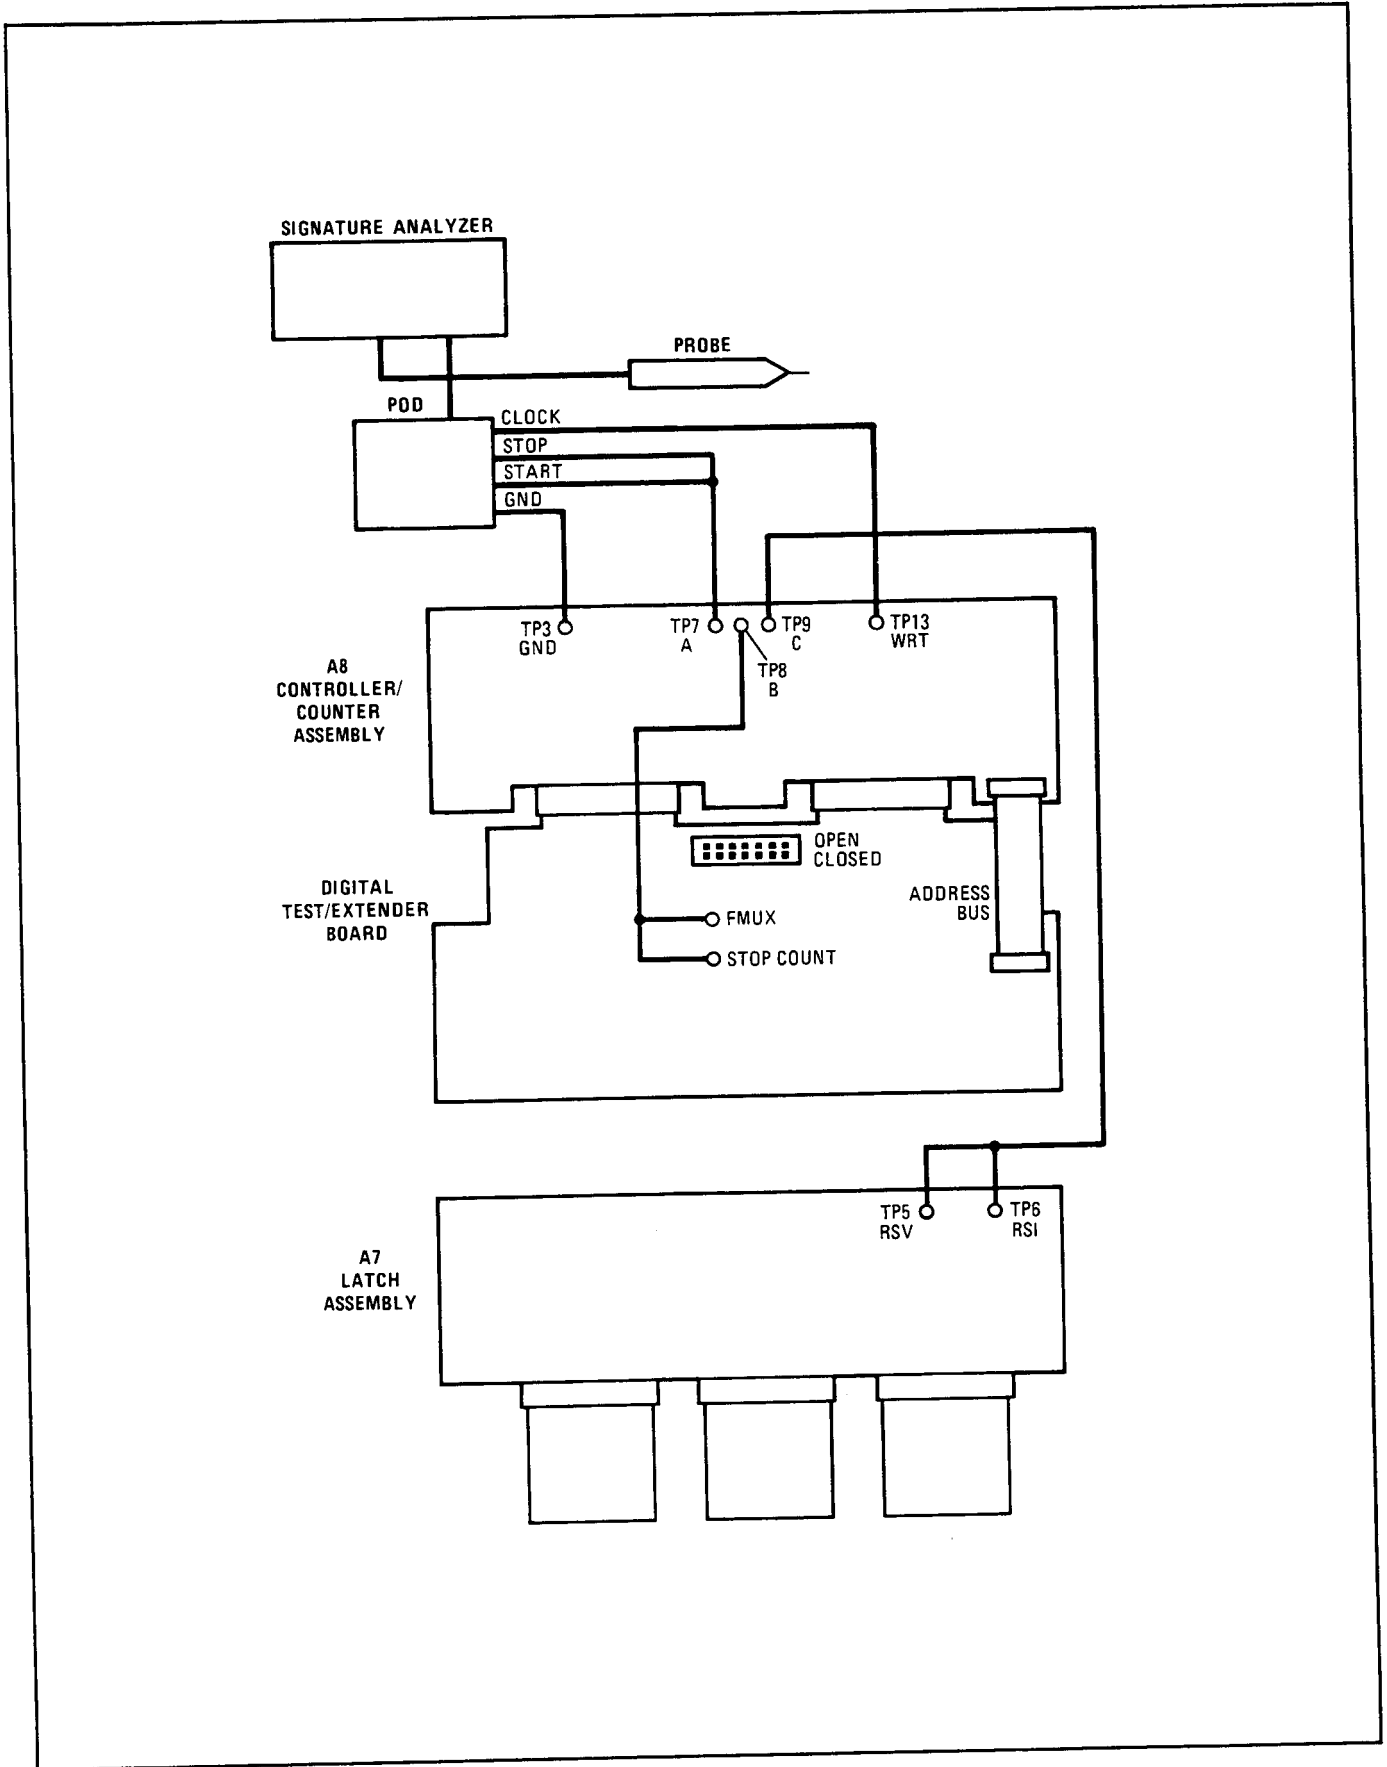 SIGNATURE ANALYZER
PROBE
POD
CLOCK
STOP
START
GND
TP3
GND
TP7
A
TP8
B
TP9
C
TP13
WRT
A8
CONTROLLER/
COUNTER
ASSEMBLY
OPEN
CLOSED
DIGITAL
TEST/EXTENDER
BOARD
ADDRESS
BUS
FMUX
STOP COUNT
TP5
RSV
TP6
RSI
A7
LATCH
ASSEMBLY